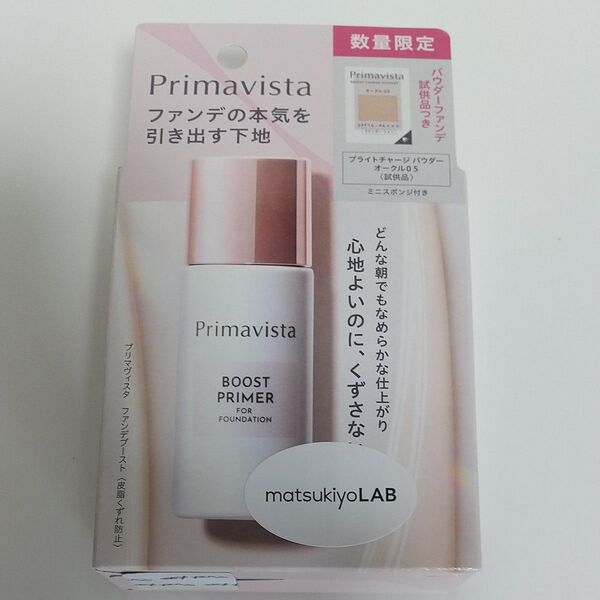 数量限定
Primavista
ファンデの本気を
引き出す下地
Primavista
オークル05
パウダーファンデ
試供品つき
ブライトチャージ パウダー
オークル05
〈試供品〉
ミニスポンジ付き
どんな朝でもなめらかな仕上がり
心地よいのに、くずさな
Primavista
BOOST
PRIMER
FOR
FOUNDATION
プリマヴィスタ ファンデブースト〈皮脂くずれ防止〉
matsukiyoLAB